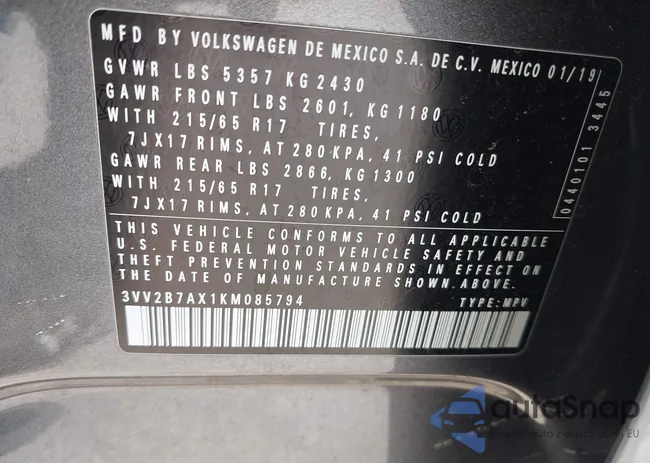 MFD BY VOLKSWAGEN DE MEXICO S.A. DE C.V. MEXICO 01/19
GVWR LBS 5357 KG 2430
GAWR FRONT LBS 2601, KG 1180
WITH 215/65 R17 TIRES,
7JX17 RIMS, AT 280 KPA, 41 PSI COLD
GAWR REAR LBS 2866, KG 1300
WITH 215/65 R17 TIRES,
7JX17 RIMS, AT 280 KPA, 41 PSI COLD
THIS VEHICLE CONFORMS TO ALL APPLICABLE
U.S. FEDERAL MOTOR VEHICLE SAFETY AND
THEFT PREVENTION STANDARDS IN EFFECT ON
THE DATE OF MANUFACTURE SHOWN ABOVE.
3VV2B7AX1KM085794 TYPE: MPV
0440101 3445
autoSnap